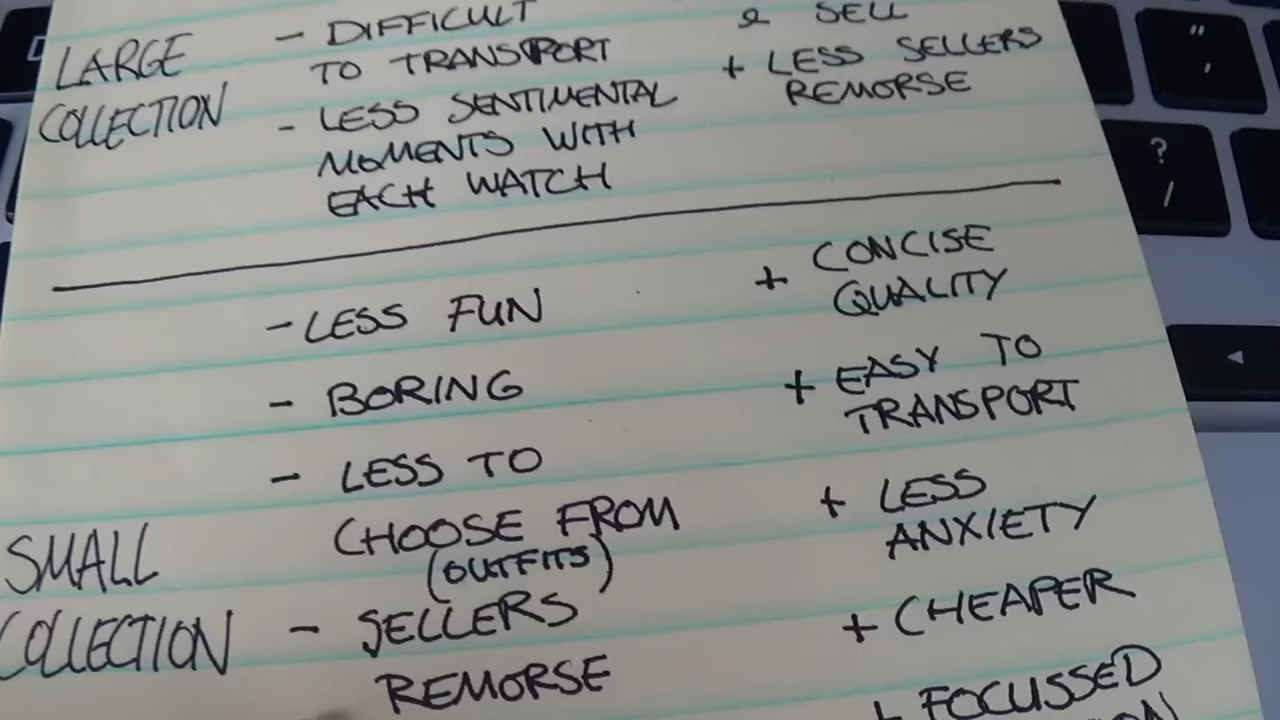 LARGE
COLLECTION
- DIFFICULT
TO TRANSPORT
- LESS SENTIMENTAL
MOMENTS WITH
EACH WATCH
& SELL
+ LESS SELLERS
REMORSE
SMALL
COLLECTION
- LESS FUN
- BORING
- LESS TO
CHOOSE FROM
(OUTFITS)
- SELLERS
REMORSE
+ CONCISE
QUALITY
+ EASY TO
TRANSPORT
+ LESS
ANXIETY
+ CHEAPER
+ FOCUSSED
"
,
?
/